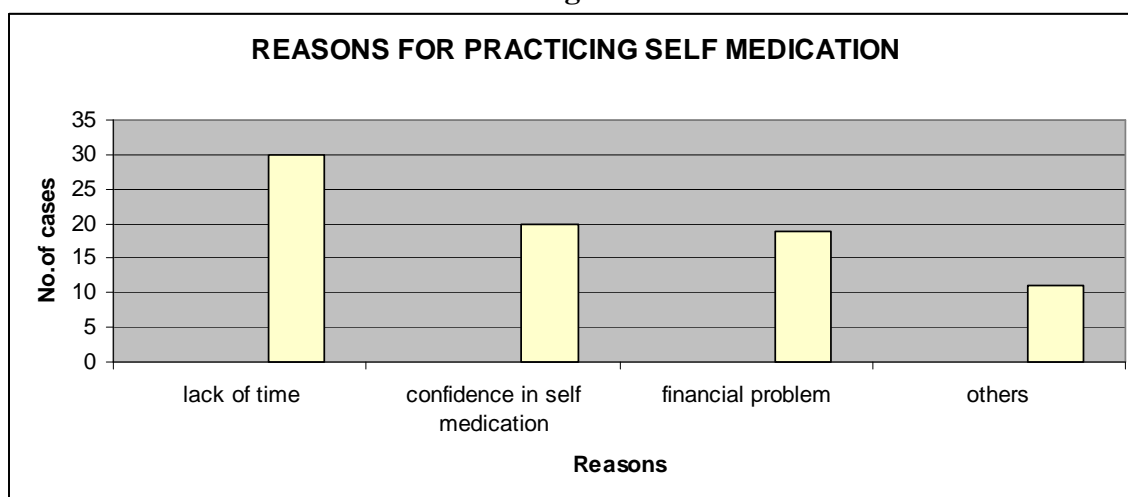 REASONS FOR PRACTICING SELF MEDICATION
35
30
25
20
15
10
5
0
No.of cases
lack of time
confidence in self
medication
financial problem
others
Reasons